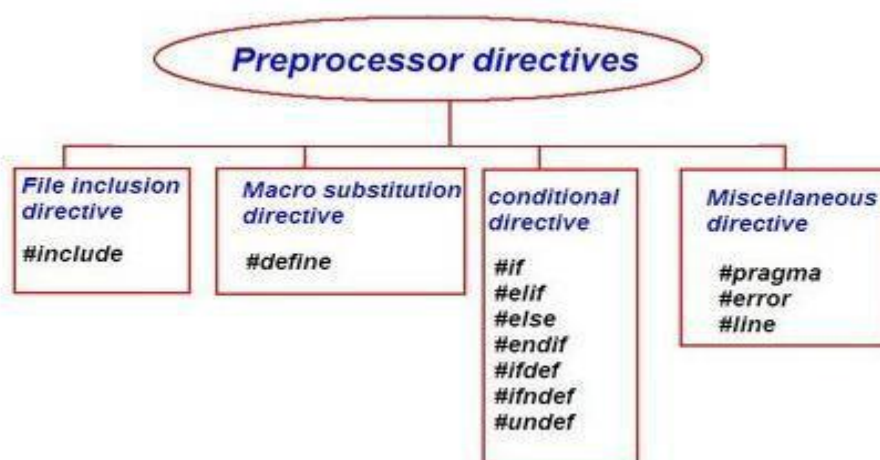 Preprocessor directives
File inclusion
directive
#include
Macro substitution
directive
#define
conditional
directive
#if
#elif
#else
#endif
#ifdef
#ifndef
#undef
Miscellaneous
directive
#pragma
#error
#line